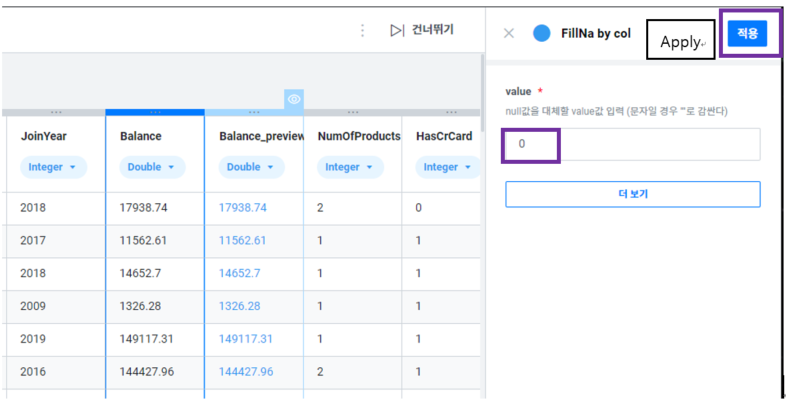 건너뛰기
FillNa by col
Apply
적용
value *
null값을 대체할 value값 입력 (문자일 경우 ''로 감싼다)
0
더 보기
JoinYear Balance Balance_preview NumOfProducts HasCrCard
Integer Double Double Integer Integer
2018 17938.74 17938.74 2 0
2017 11562.61 11562.61 1 1
2018 14652.7 14652.7 1 1
2009 1326.28 1326.28 1 1
2019 149117.31 149117.31 1 1
2016 144427.96 144427.96 2 1